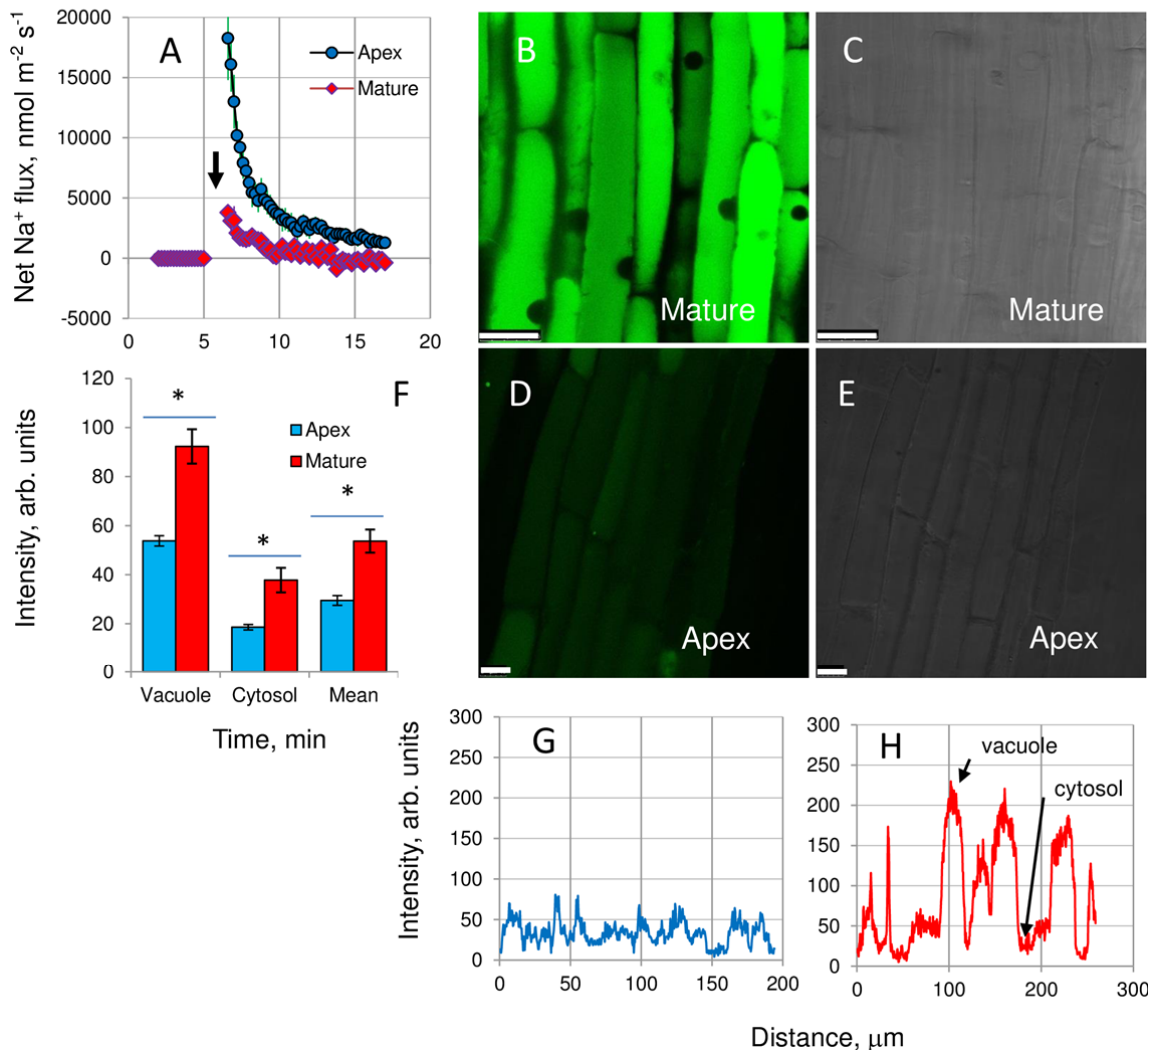 A
Net Na⁺ flux, nmol m⁻² s⁻¹
20000
15000
10000
5000
0
-5000
0 5 10 15 20
Apex
Mature
B
Mature
C
Mature
D
Apex
E
Apex
F
Intensity, arb. units
120
100
80
60
40
20
0
*
*
*
Apex
Mature
Vacuole Cytosol Mean
Time, min
G
Intensity, arb. units
300
250
200
150
100
50
0
0 50 100 150 200
H
300
250
200
150
100
50
0
0 100 200 300
vacuole
cytosol
Distance, μm